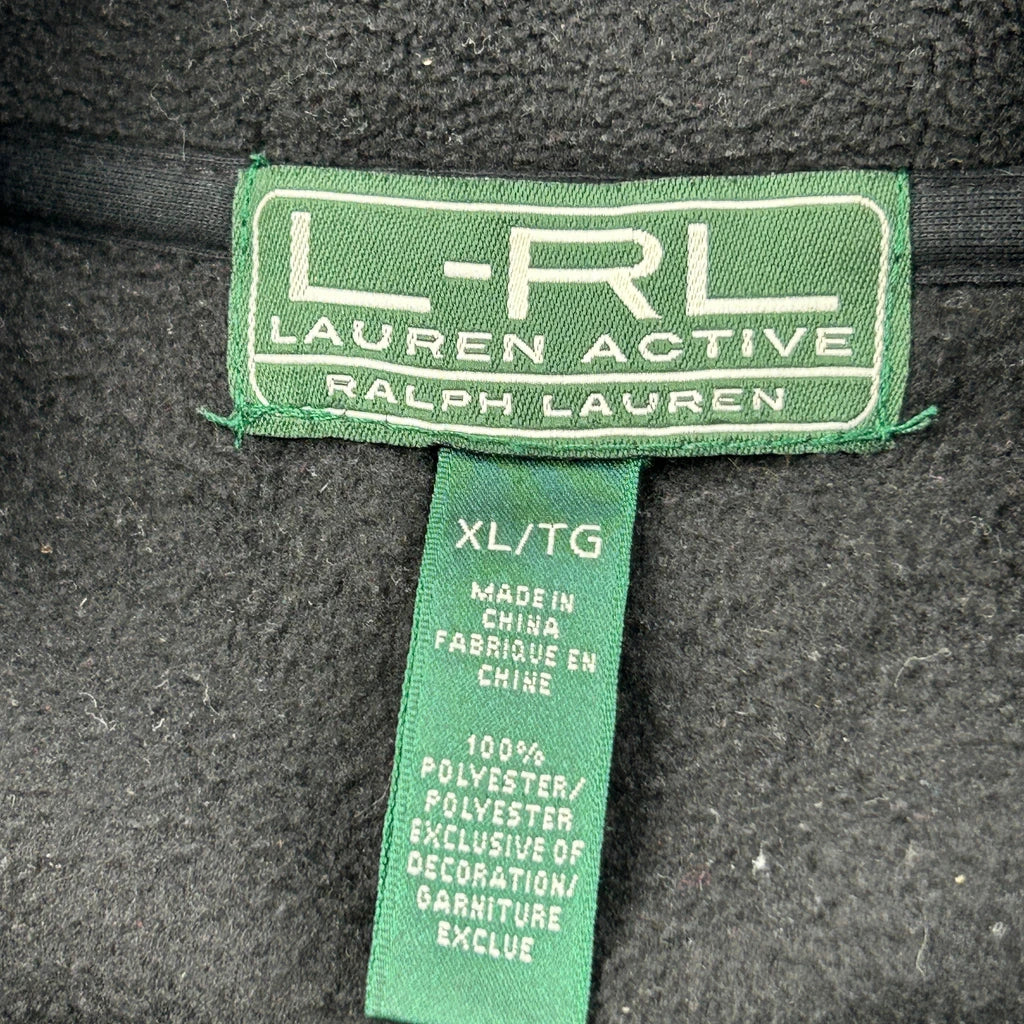 L-RL
LAUREN ACTIVE
RALPH LAUREN
XL/TG
MADE IN
CHINA
FABRIQUE EN
CHINE
100%
POLYESTER/
POLYESTER
EXCLUSIVE OF
DECORATION/
GARNITURE
EXCLUE